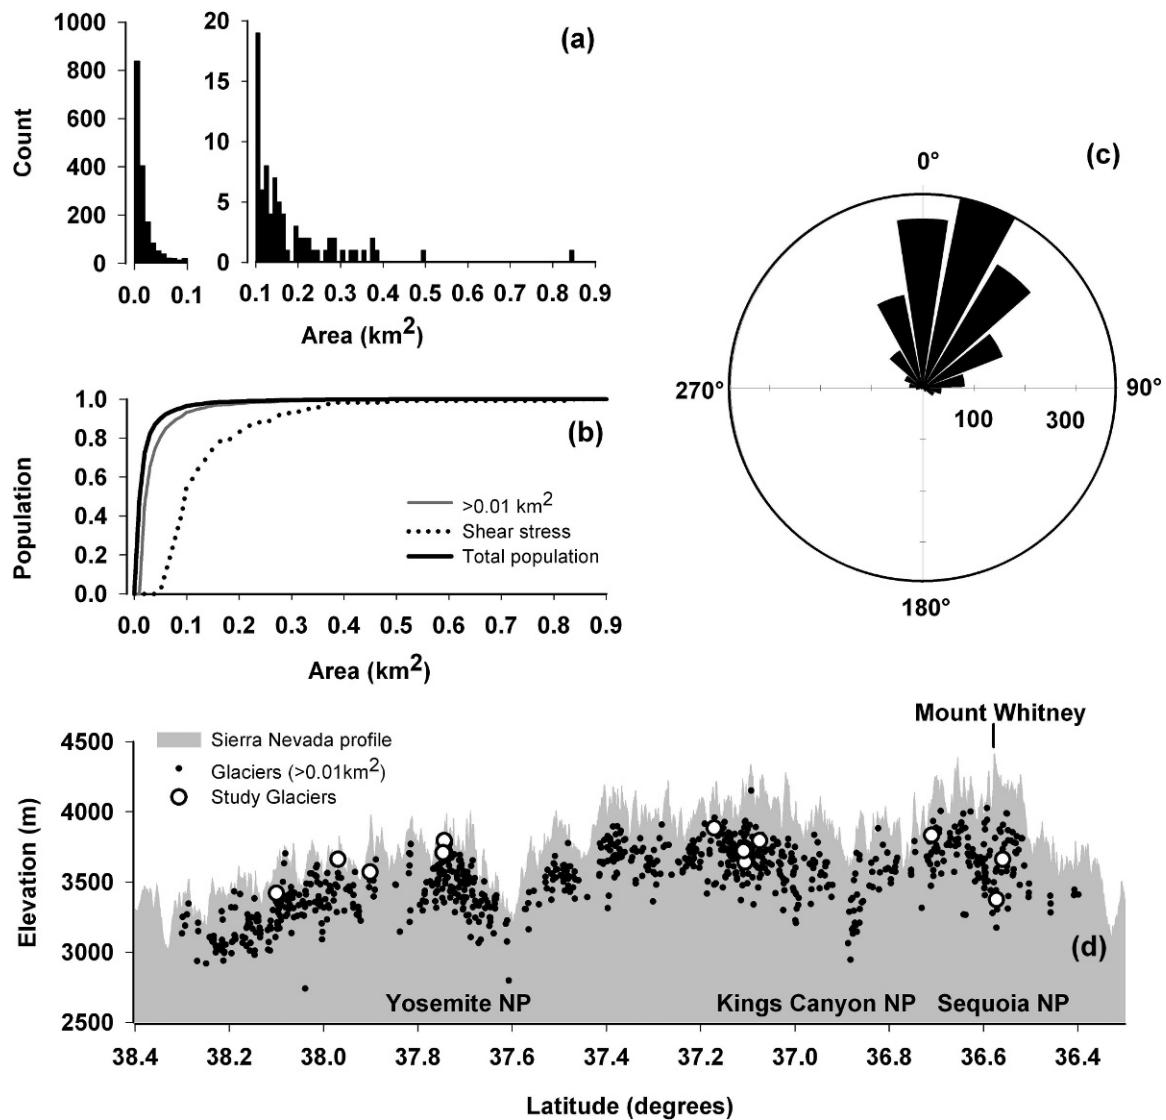 (a)
Count
1000
800
600
400
200
0
0.0 0.1
20
15
10
5
0
0.1 0.2 0.3 0.4 0.5 0.6 0.7 0.8 0.9
Area (km2)
(b)
Population
1.0
0.8
0.6
0.4
0.2
0.0
>0.01 km2
Shear stress
Total population
0.0 0.1 0.2 0.3 0.4 0.5 0.6 0.7 0.8 0.9
Area (km2)
(c)
0°
270°
90°
100 300
180°
Mount Whitney
Elevation (m)
4500
4000
3500
3000
2500
Sierra Nevada profile
Glaciers (>0.01km2)
Study Glaciers
(d)
Yosemite NP Kings Canyon NP Sequoia NP
38.4 38.2 38.0 37.8 37.6 37.4 37.2 37.0 36.8 36.6 36.4
Latitude (degrees)